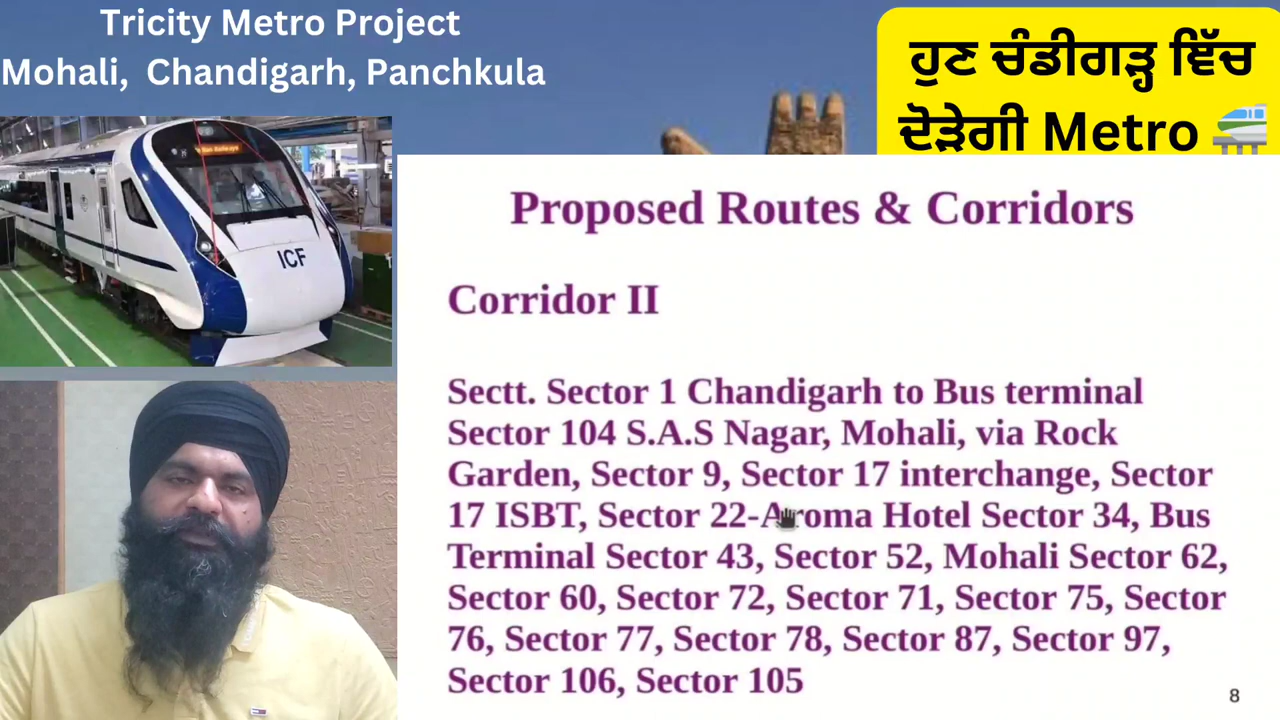 Tricity Metro Project
Mohali, Chandigarh, Panchkula
ਹੁਣ ਚੰਡੀਗੜ੍ਹ ਵਿੱਚ
ਦੋੜੇਗੀ Metro
ICF
Proposed Routes & Corridors
Corridor II
Sectt. Sector 1 Chandigarh to Bus terminal
Sector 104 S.A.S Nagar, Mohali, via Rock
Garden, Sector 9, Sector 17 interchange, Sector
17 ISBT, Sector 22-Aroma Hotel Sector 34, Bus
Terminal Sector 43, Sector 52, Mohali Sector 62,
Sector 60, Sector 72, Sector 71, Sector 75, Sector
76, Sector 77, Sector 78, Sector 87, Sector 97,
Sector 106, Sector 105
8